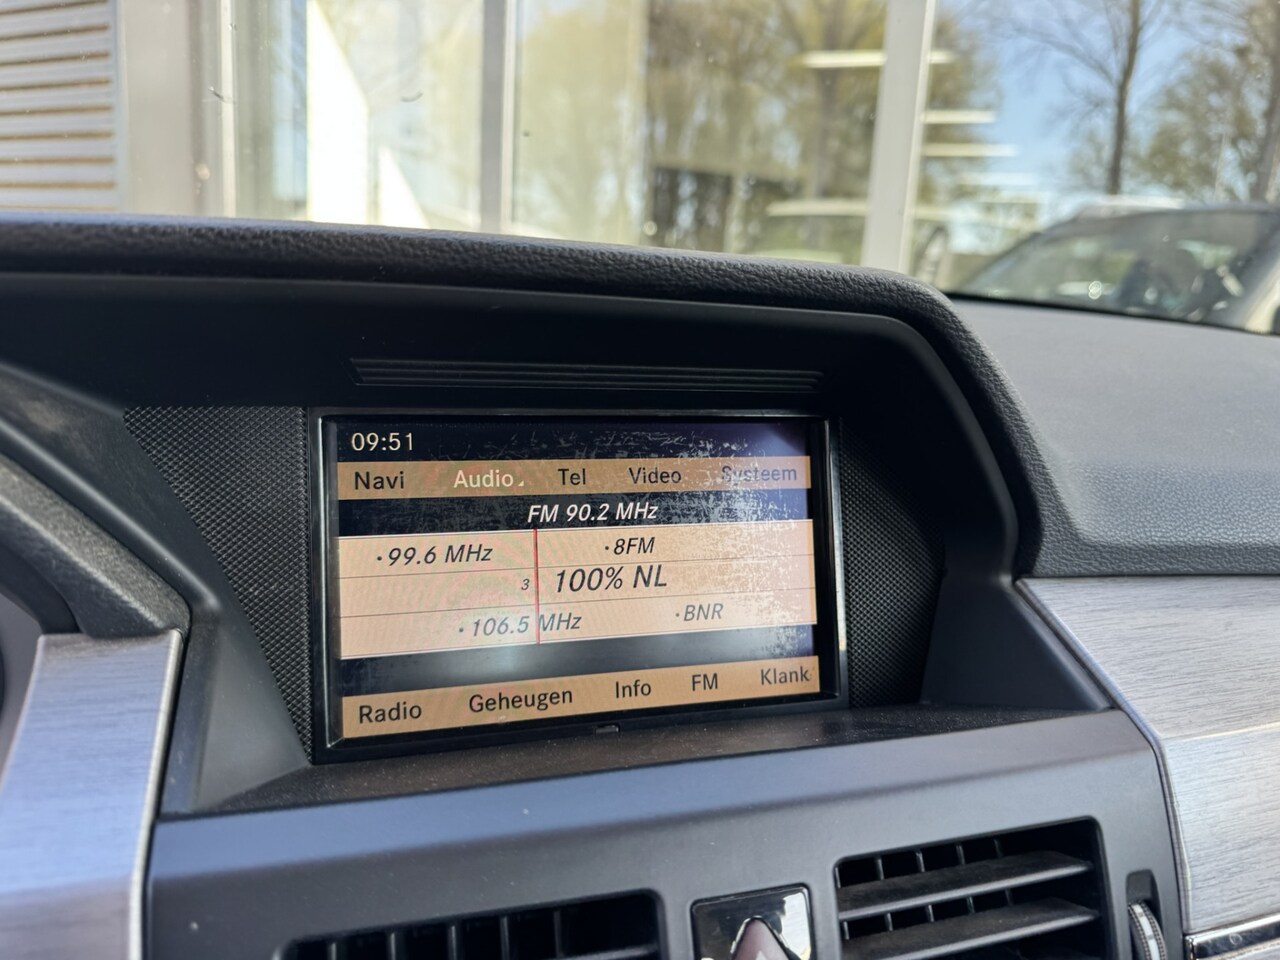 09:51
Navi Audio Tel Video Systeem
FM 90.2 MHz
·99.6 MHz ·8FM
3 100% NL
·106.5 MHz ·BNR
Radio Geheugen Info FM Klank